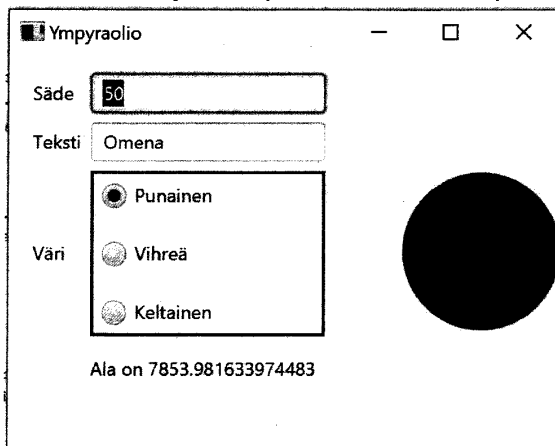 Ympyraolio
Säde 50
Teksti Omena
Punainen
Väri Vihreä
Keltainen
Ala on 7853.981633974483